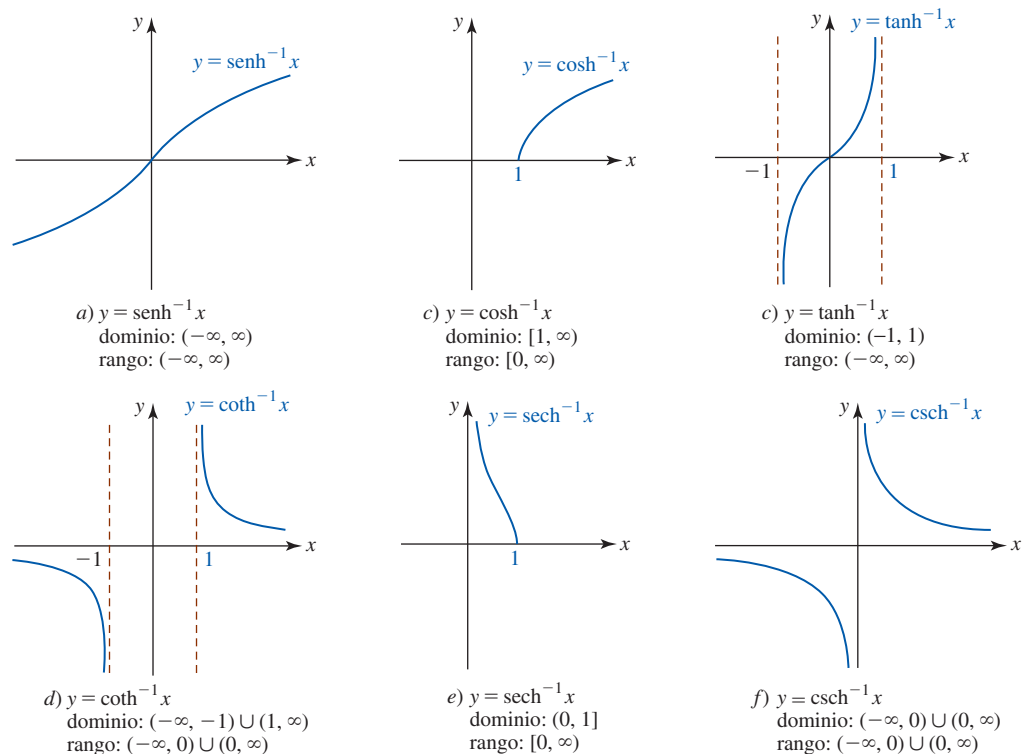 y
y = senh⁻¹x
x
a) y = senh⁻¹x
dominio: (−∞, ∞)
rango: (−∞, ∞)
y
y = cosh⁻¹x
x
1
c) y = cosh⁻¹x
dominio: [1, ∞)
rango: [0, ∞)
y
y = tanh⁻¹x
x
−1
1
c) y = tanh⁻¹x
dominio: (–1, 1)
rango: (−∞, ∞)
y
y = coth⁻¹x
x
−1
1
d) y = coth⁻¹x
dominio: (−∞, −1) ∪ (1, ∞)
rango: (−∞, 0) ∪ (0, ∞)
y
y = sech⁻¹x
x
1
e) y = sech⁻¹x
dominio: (0, 1]
rango: [0, ∞)
y
y = csch⁻¹x
x
f) y = csch⁻¹x
dominio: (−∞, 0) ∪ (0, ∞)
rango: (−∞, 0) ∪ (0, ∞)